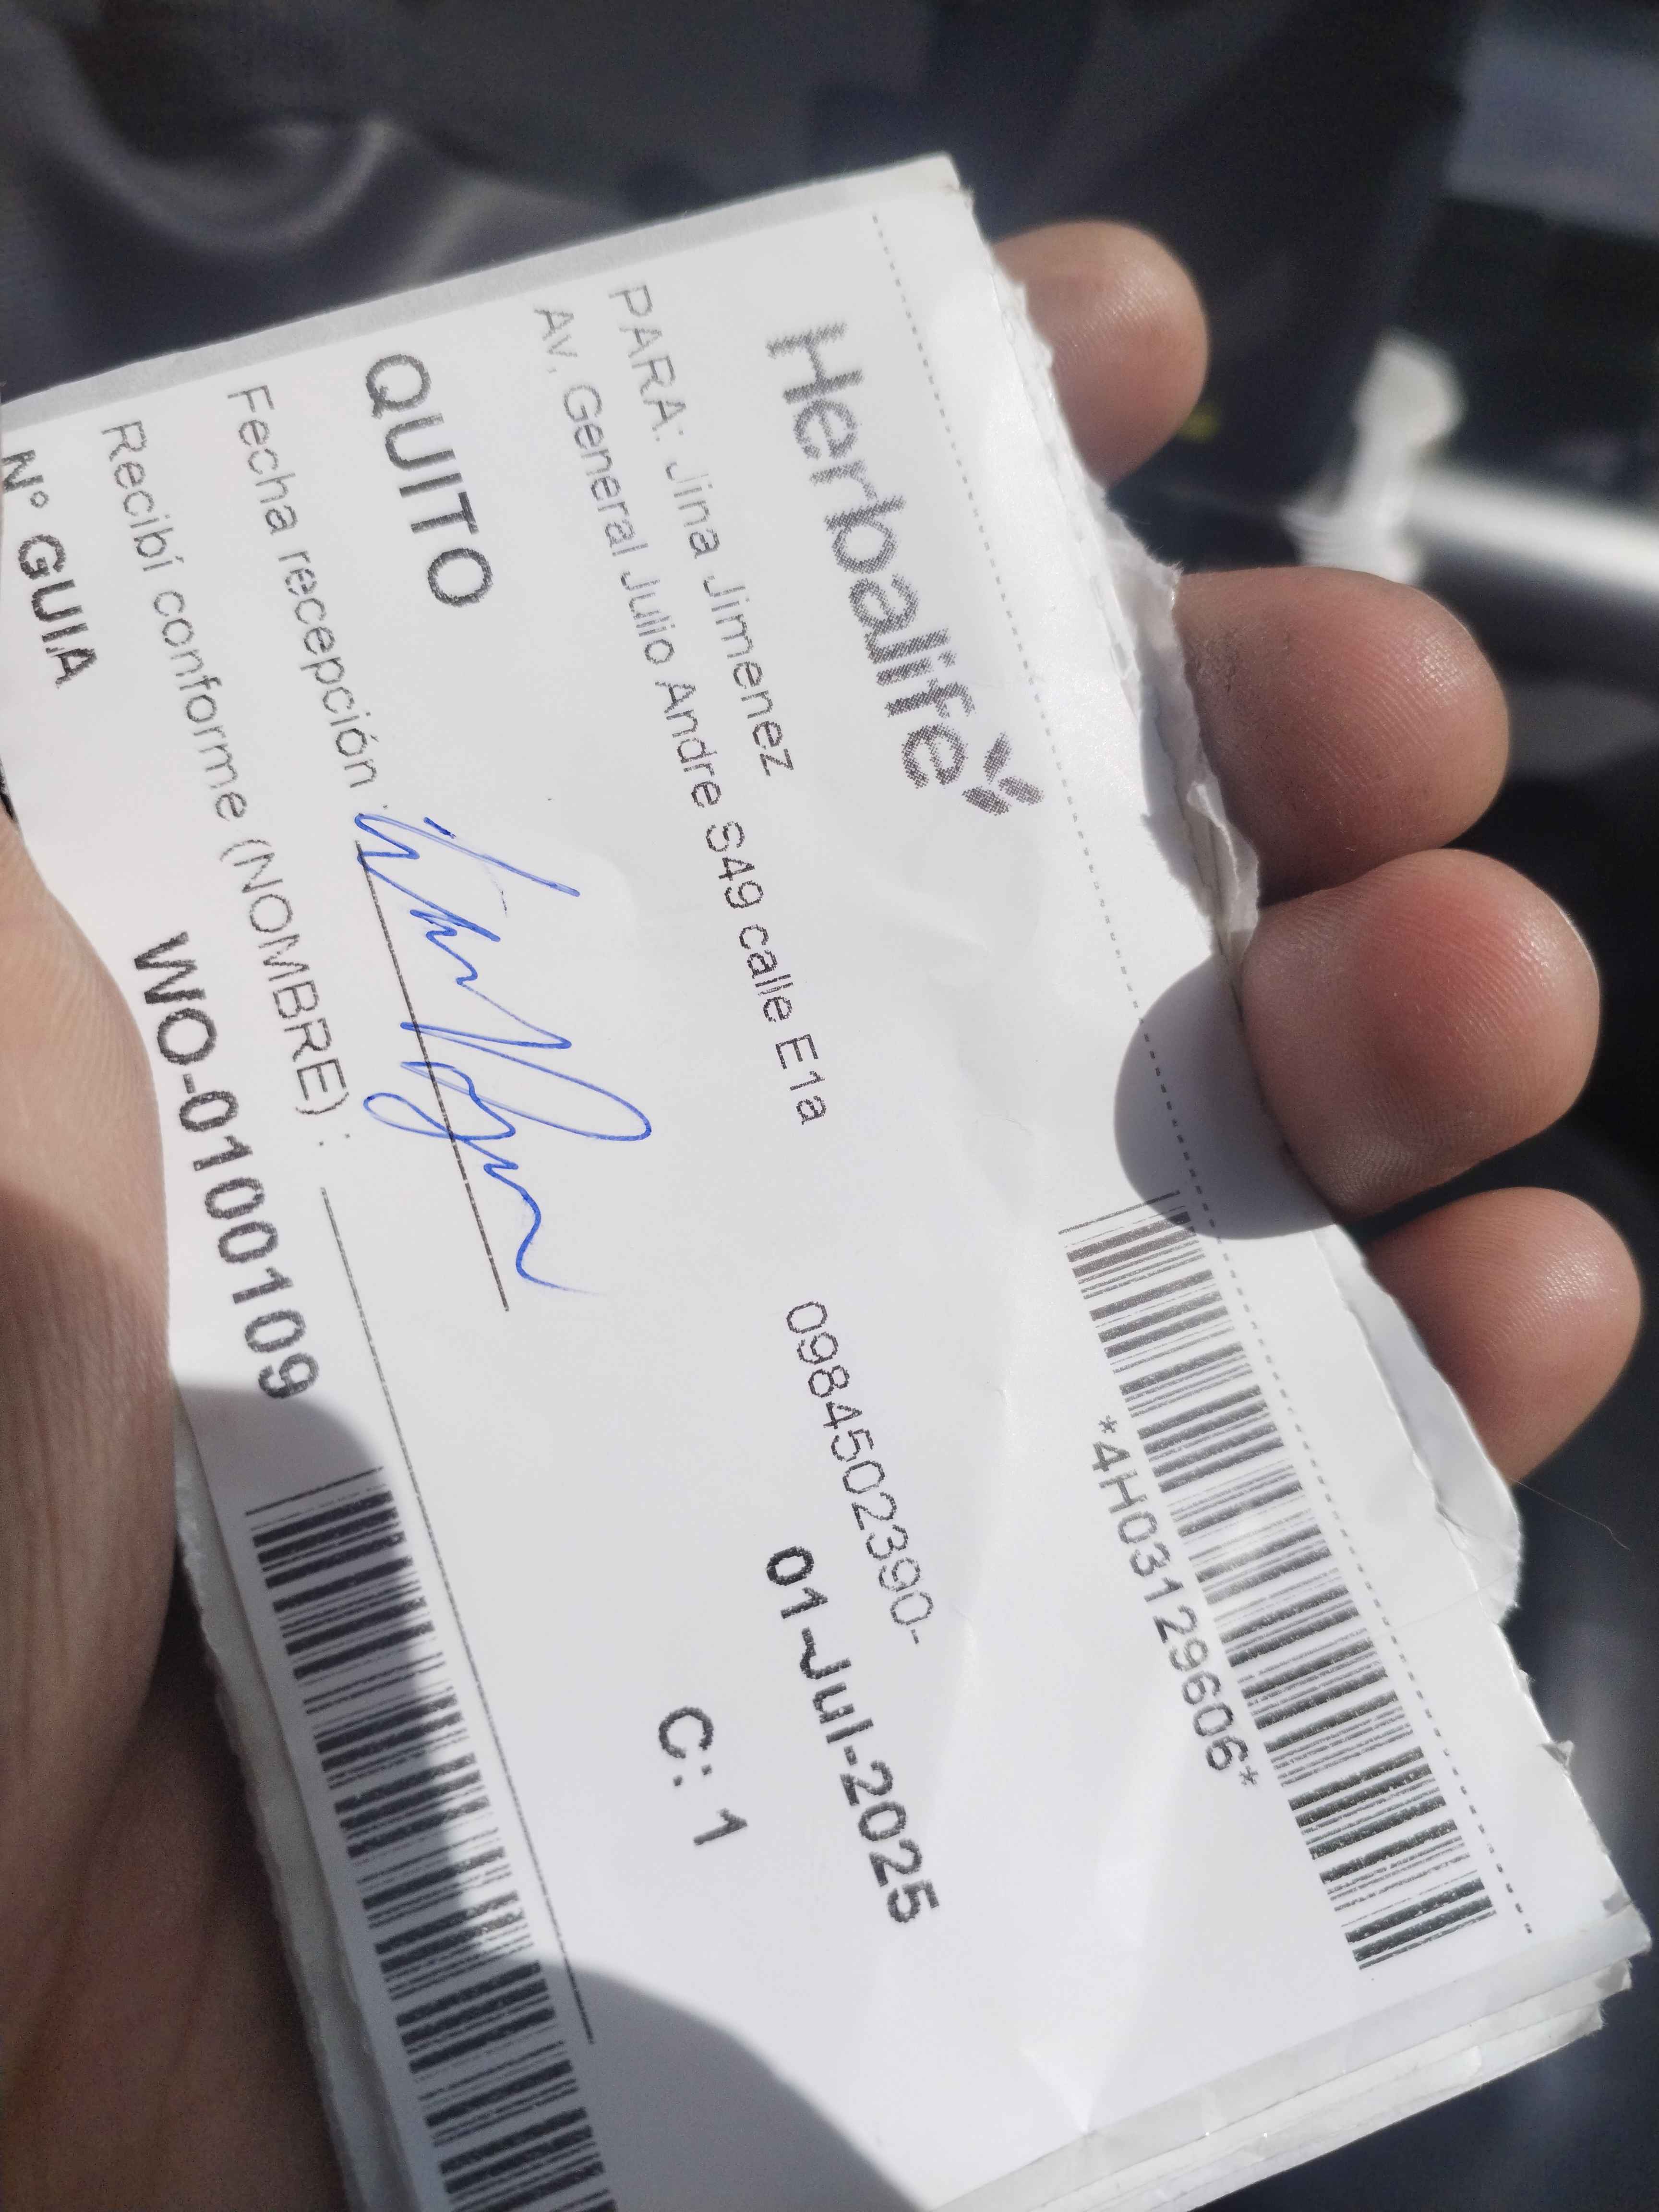 Herbalife
*4H03129606*
PARA: Jina Jimenez
Av, General Julio Andre S49 calle E1a
0984502390-
01-Jul-2025
QUITO
C: 1
Fecha recepción :
Recibí conforme (NOMBRE) :
N° GUIA
WO-0100109